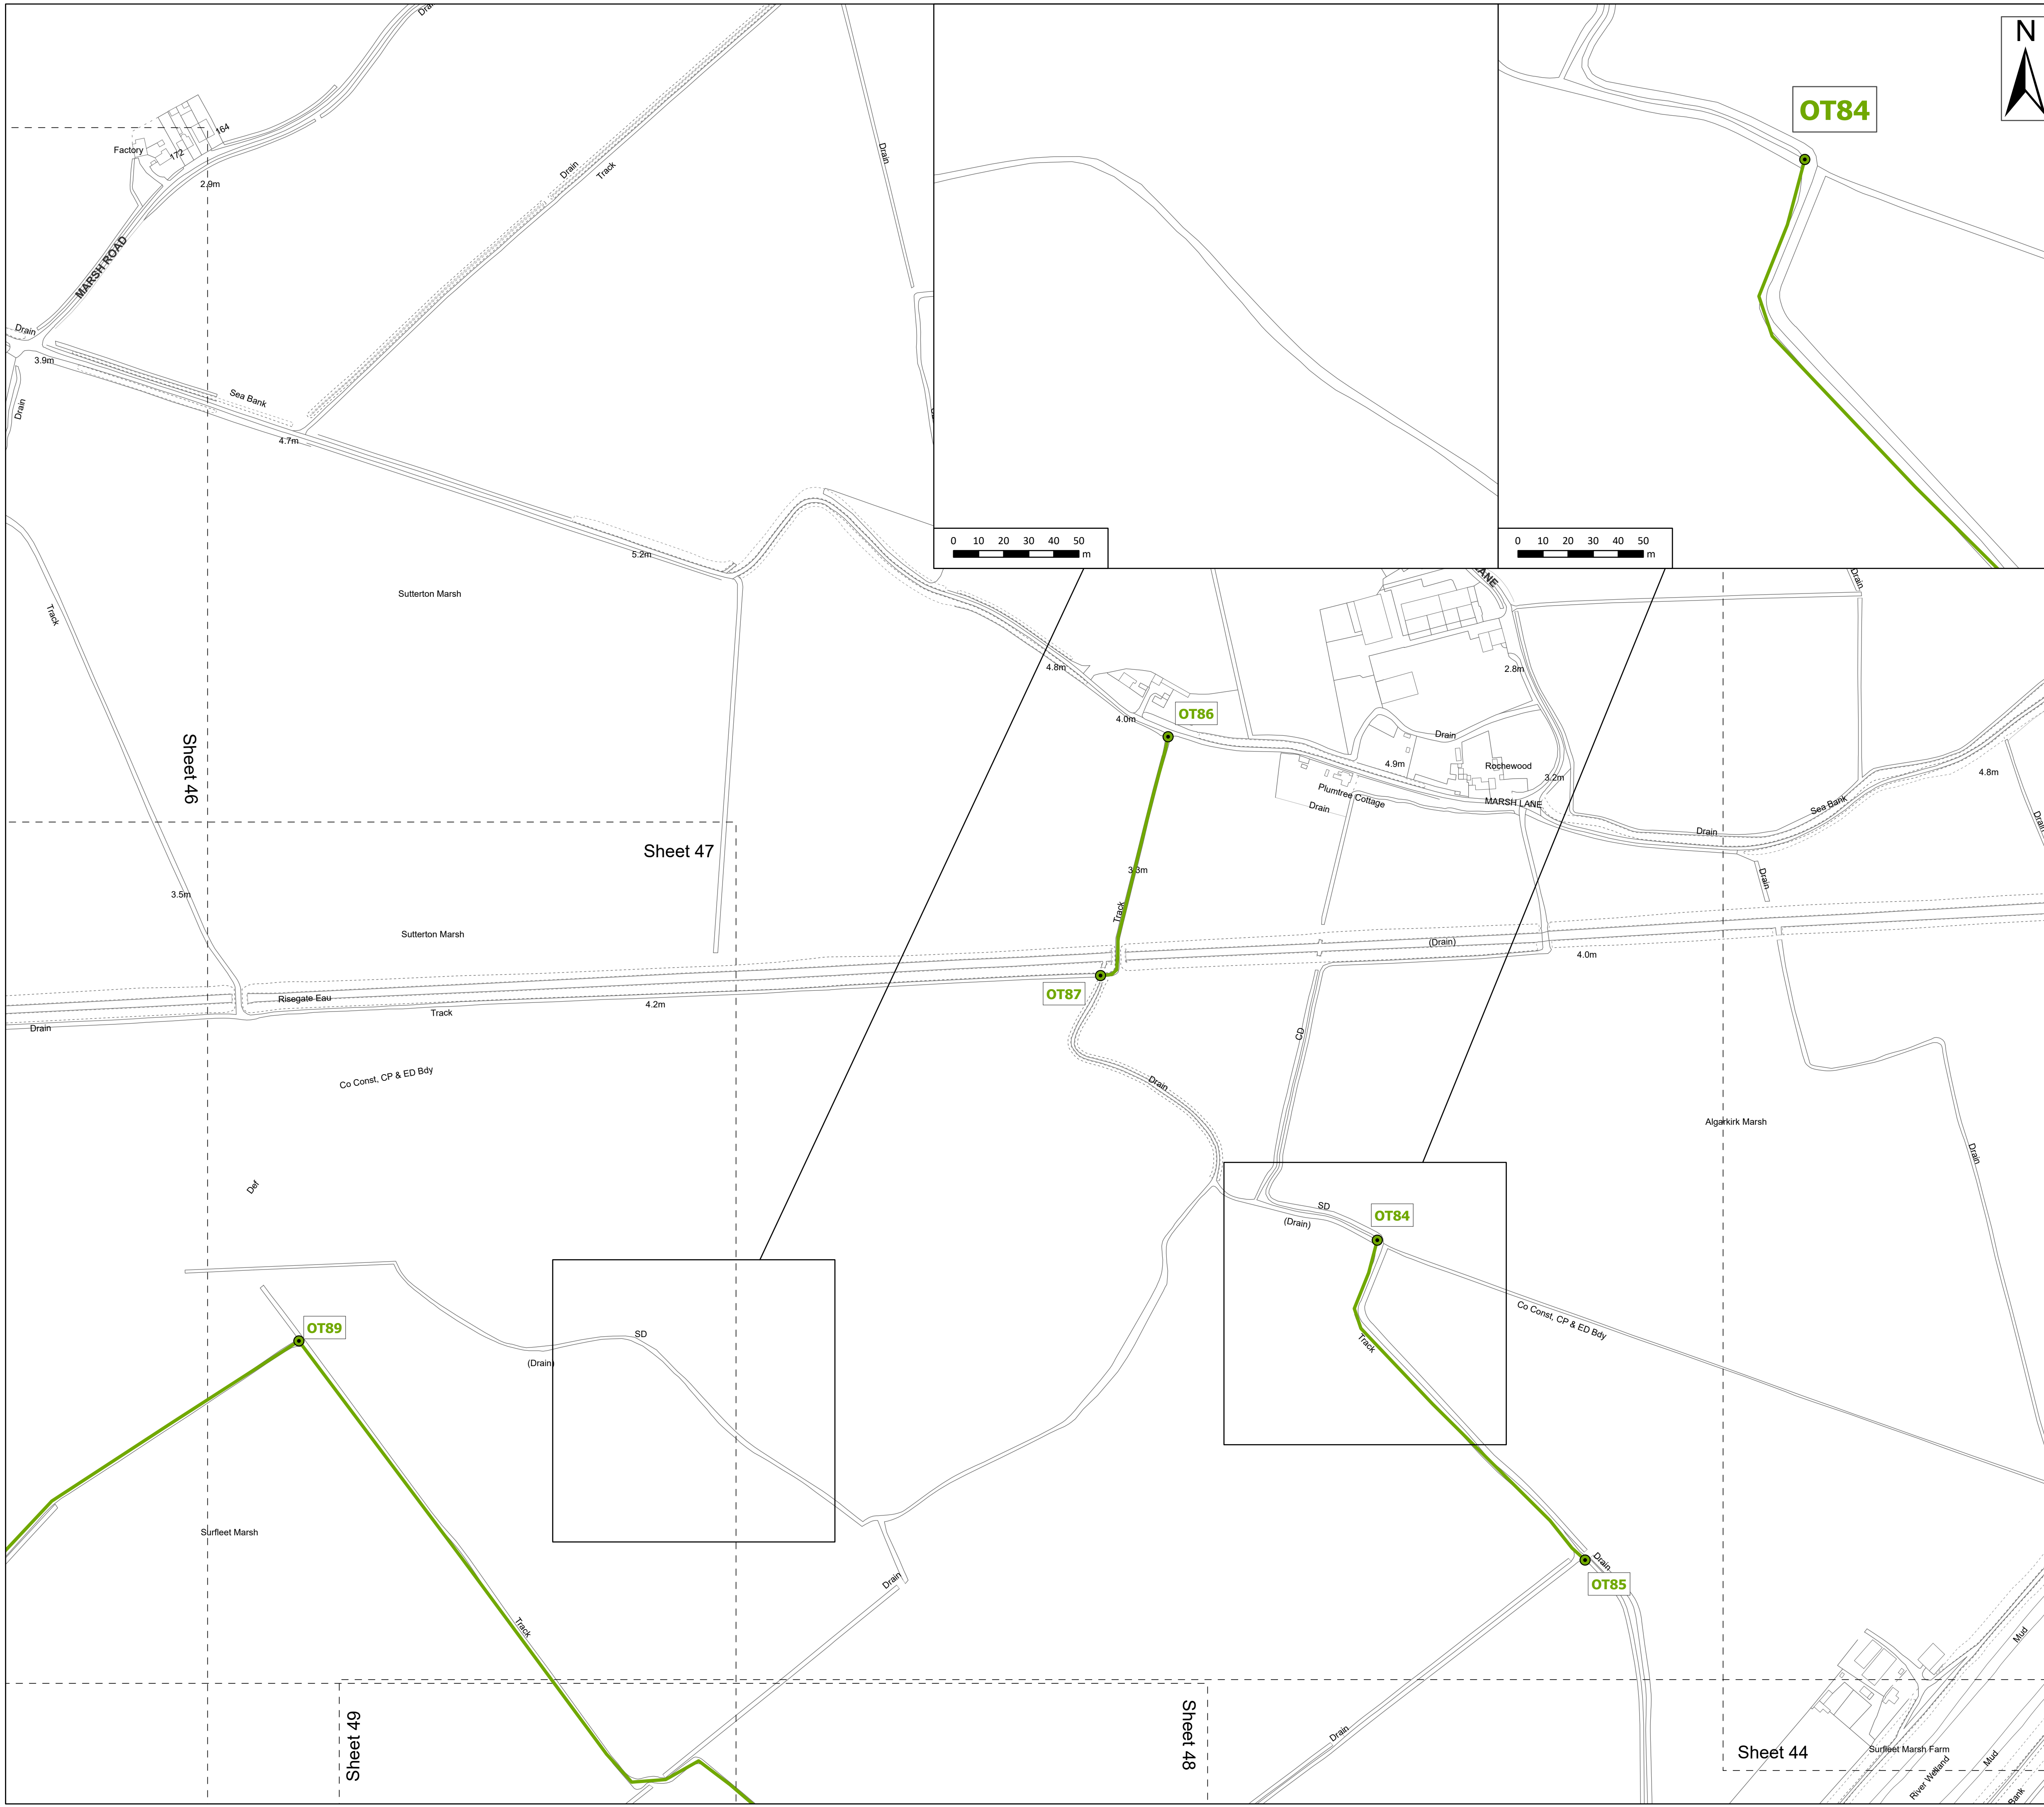 N
OT84
0 10 20 30 40 50
m
0 10 20 30 40 50
m
Drain
Factory
164
172
2.9m
MARSH ROAD
Drain
Track
Drain
Drain
3.9m
Drain
Sea Bank
4.7m
5.2m
Sutterton Marsh
Track
LANE
Drain
2.8m
4.8m
4.0m
OT86
Drain
4.9m
Rochewood
3.2m
4.8m
Sheet 46
Plumtree Cottage
MARSH LANE
Drain
Sea Bank
Drain
Drain
Sheet 47
3.3m
Drain
3.5m
Track
Sutterton Marsh
(Drain)
4.0m
OT87
Risegate Eau
4.2m
Track
Drain
CD
Co Const, CP & ED Bdy
Drain
Algarkirk Marsh
Drain
Def
SD
OT84
(Drain)
Co Const, CP & ED Bdy
OT89
SD
(Drain)
Track
Surfleet Marsh
Drain
Drain
OT85
Track
Mud
Sheet 49
Sheet 48
Drain
Sheet 44
Surfleet Marsh Farm
River Welland
Mud
Bank